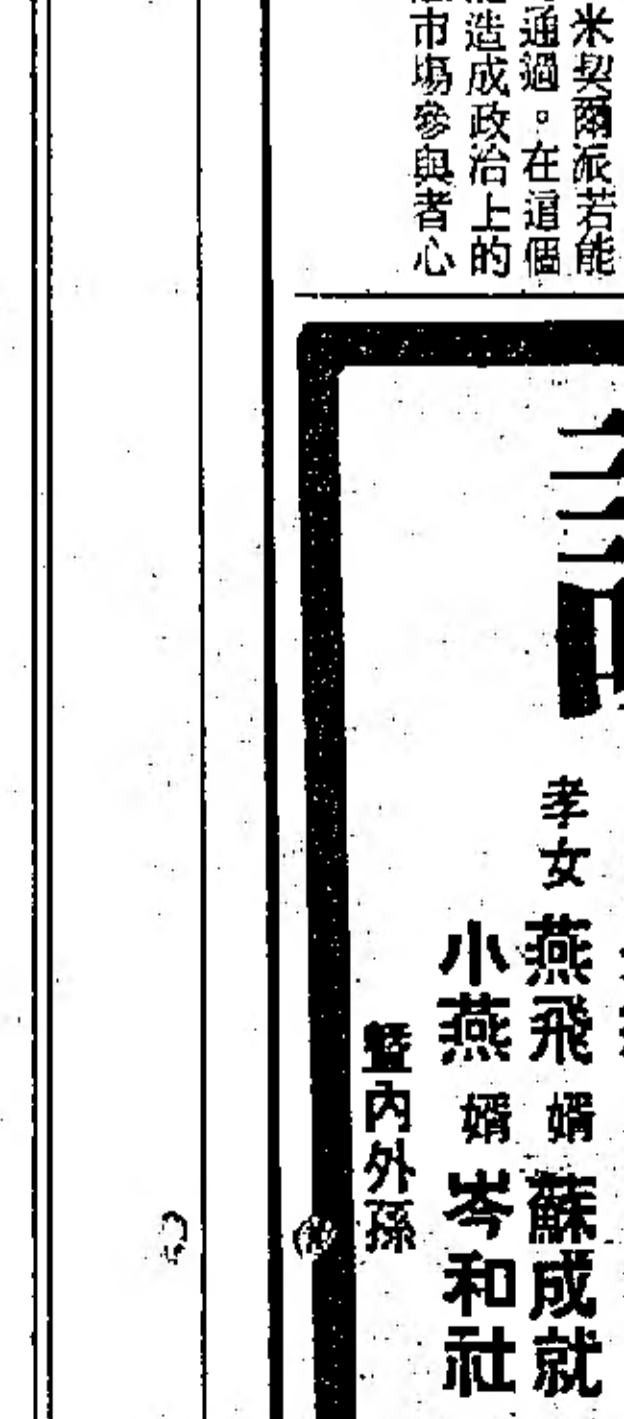 米契爾派若能
通過。在這個
造成政治上的
市場參與者心
孝女 燕飛 婿 蘇成就
小燕 婿 岑和社
暨內外孫